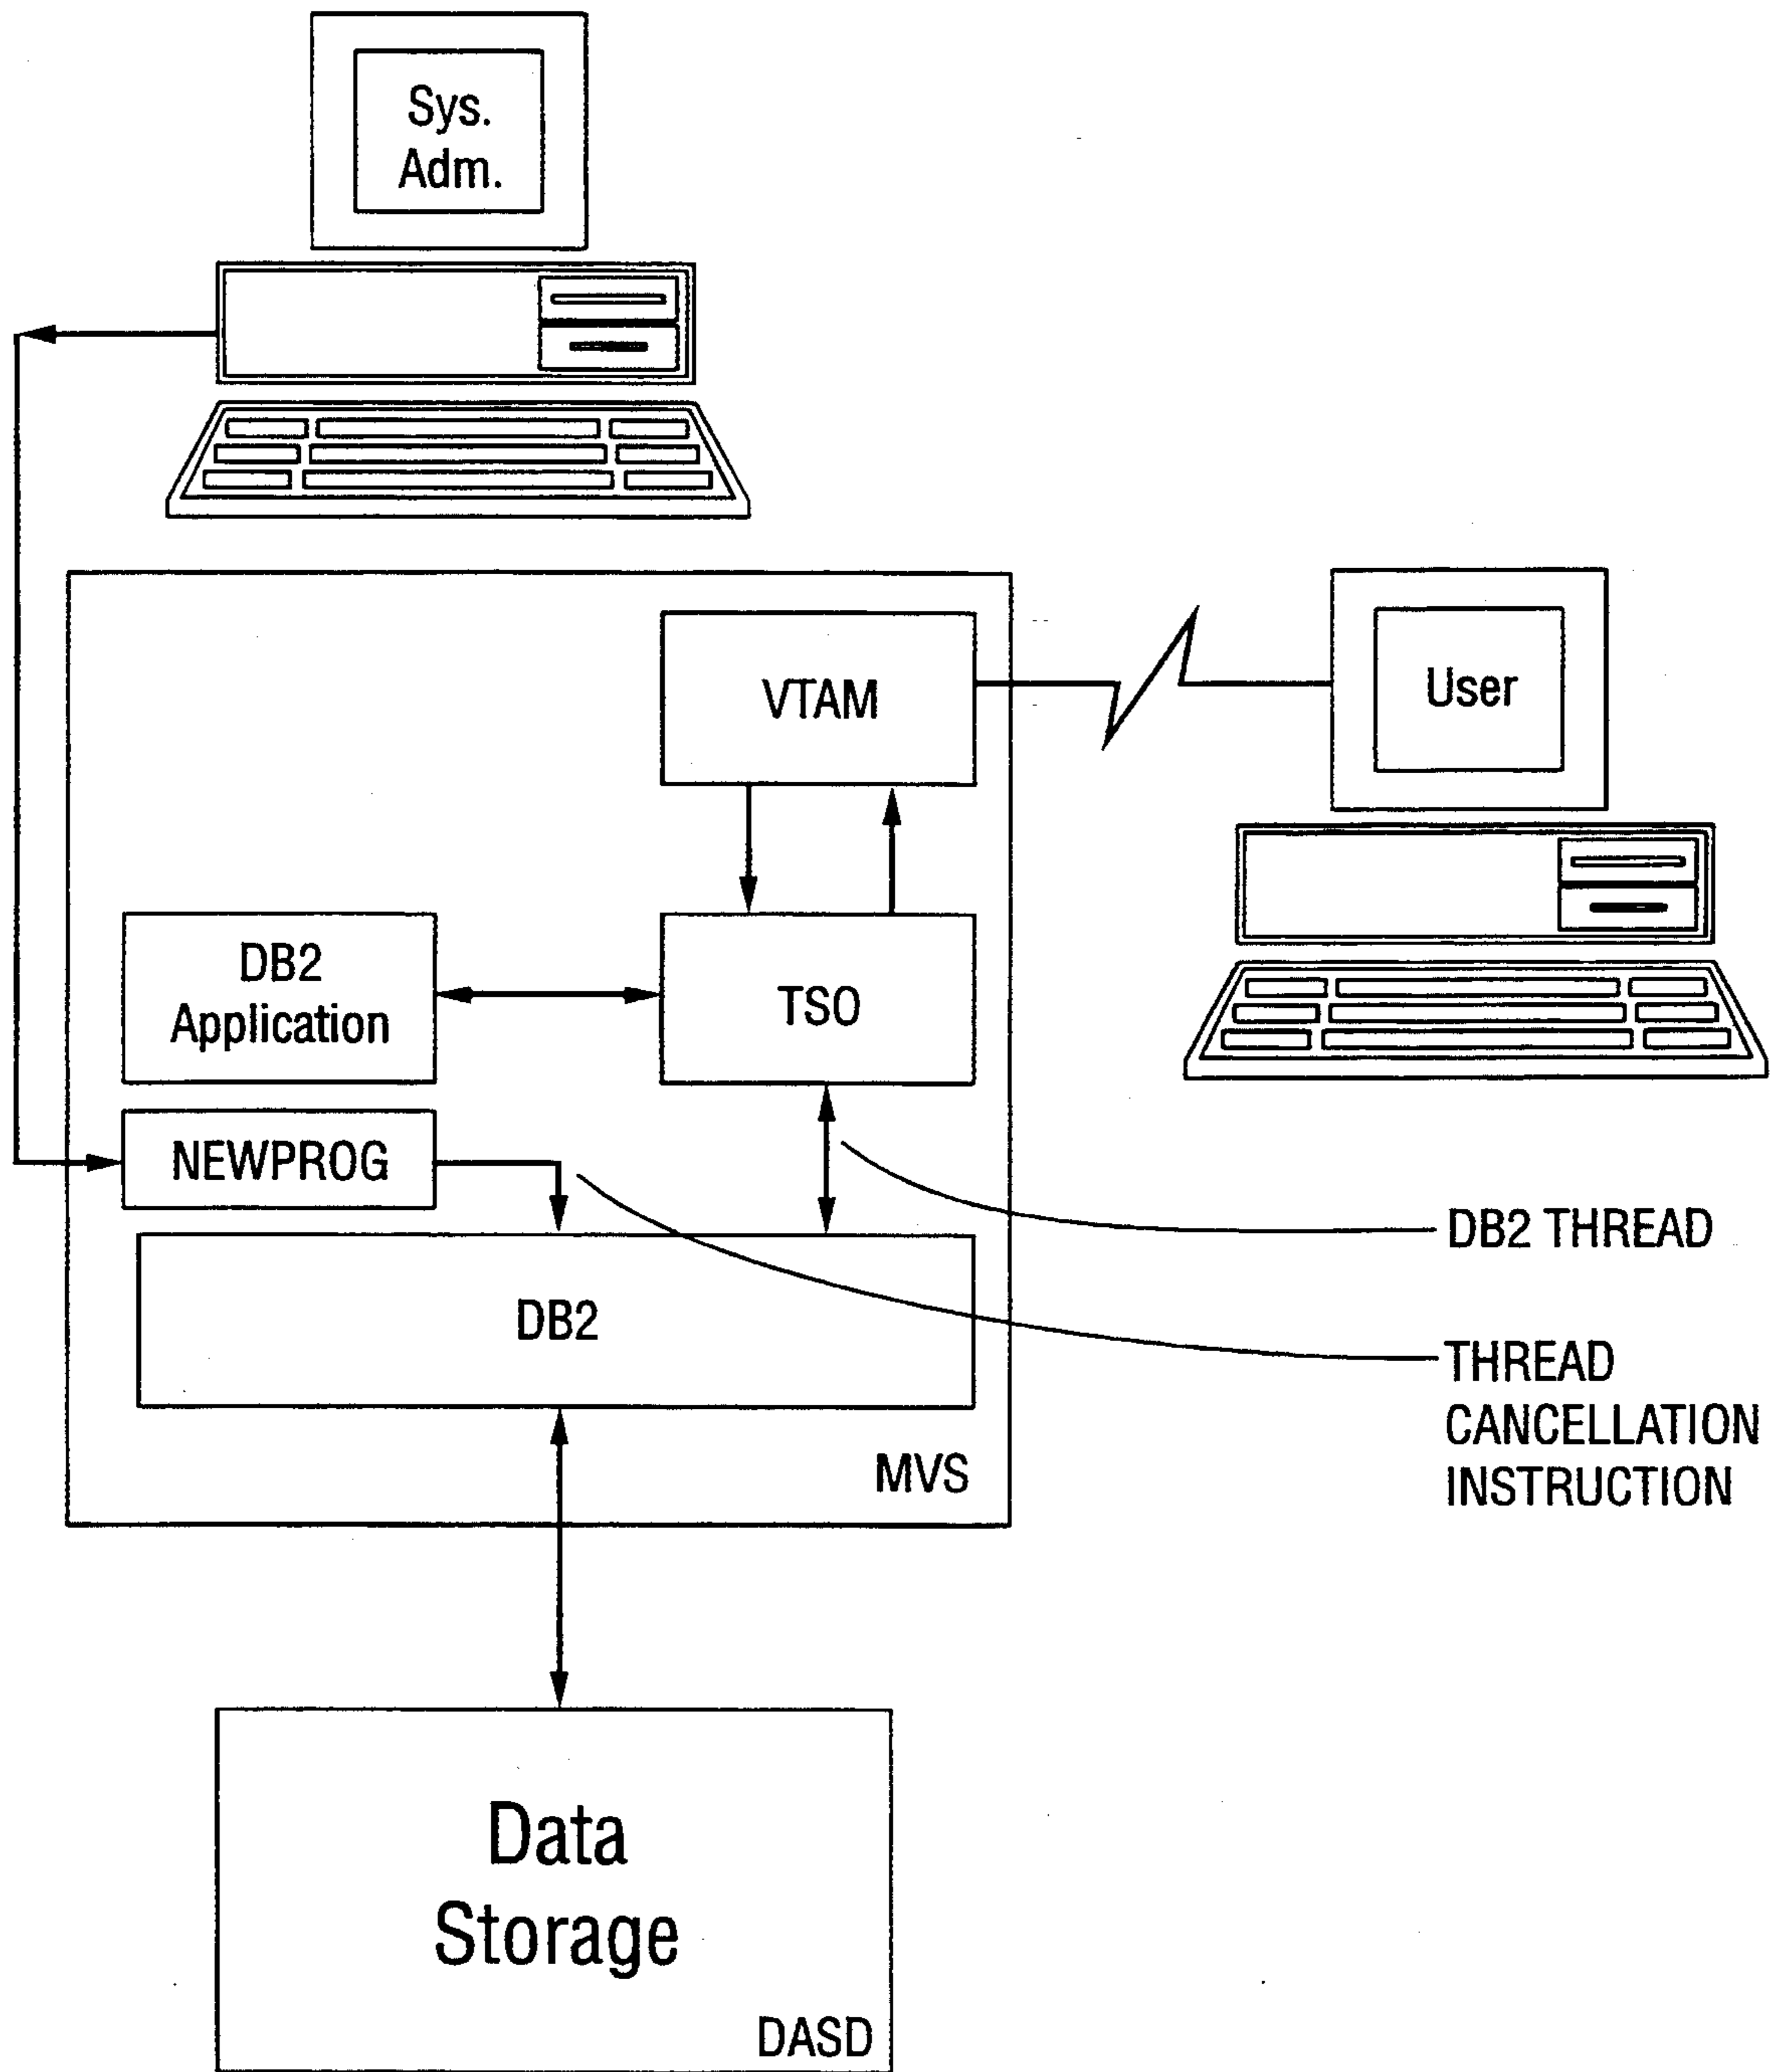 Sys.
Adm.
VTAM
User
DB2
Application
TSO
NEWPROG
DB2 THREAD
DB2
THREAD
CANCELLATION
INSTRUCTION
MVS
Data
Storage
DASD